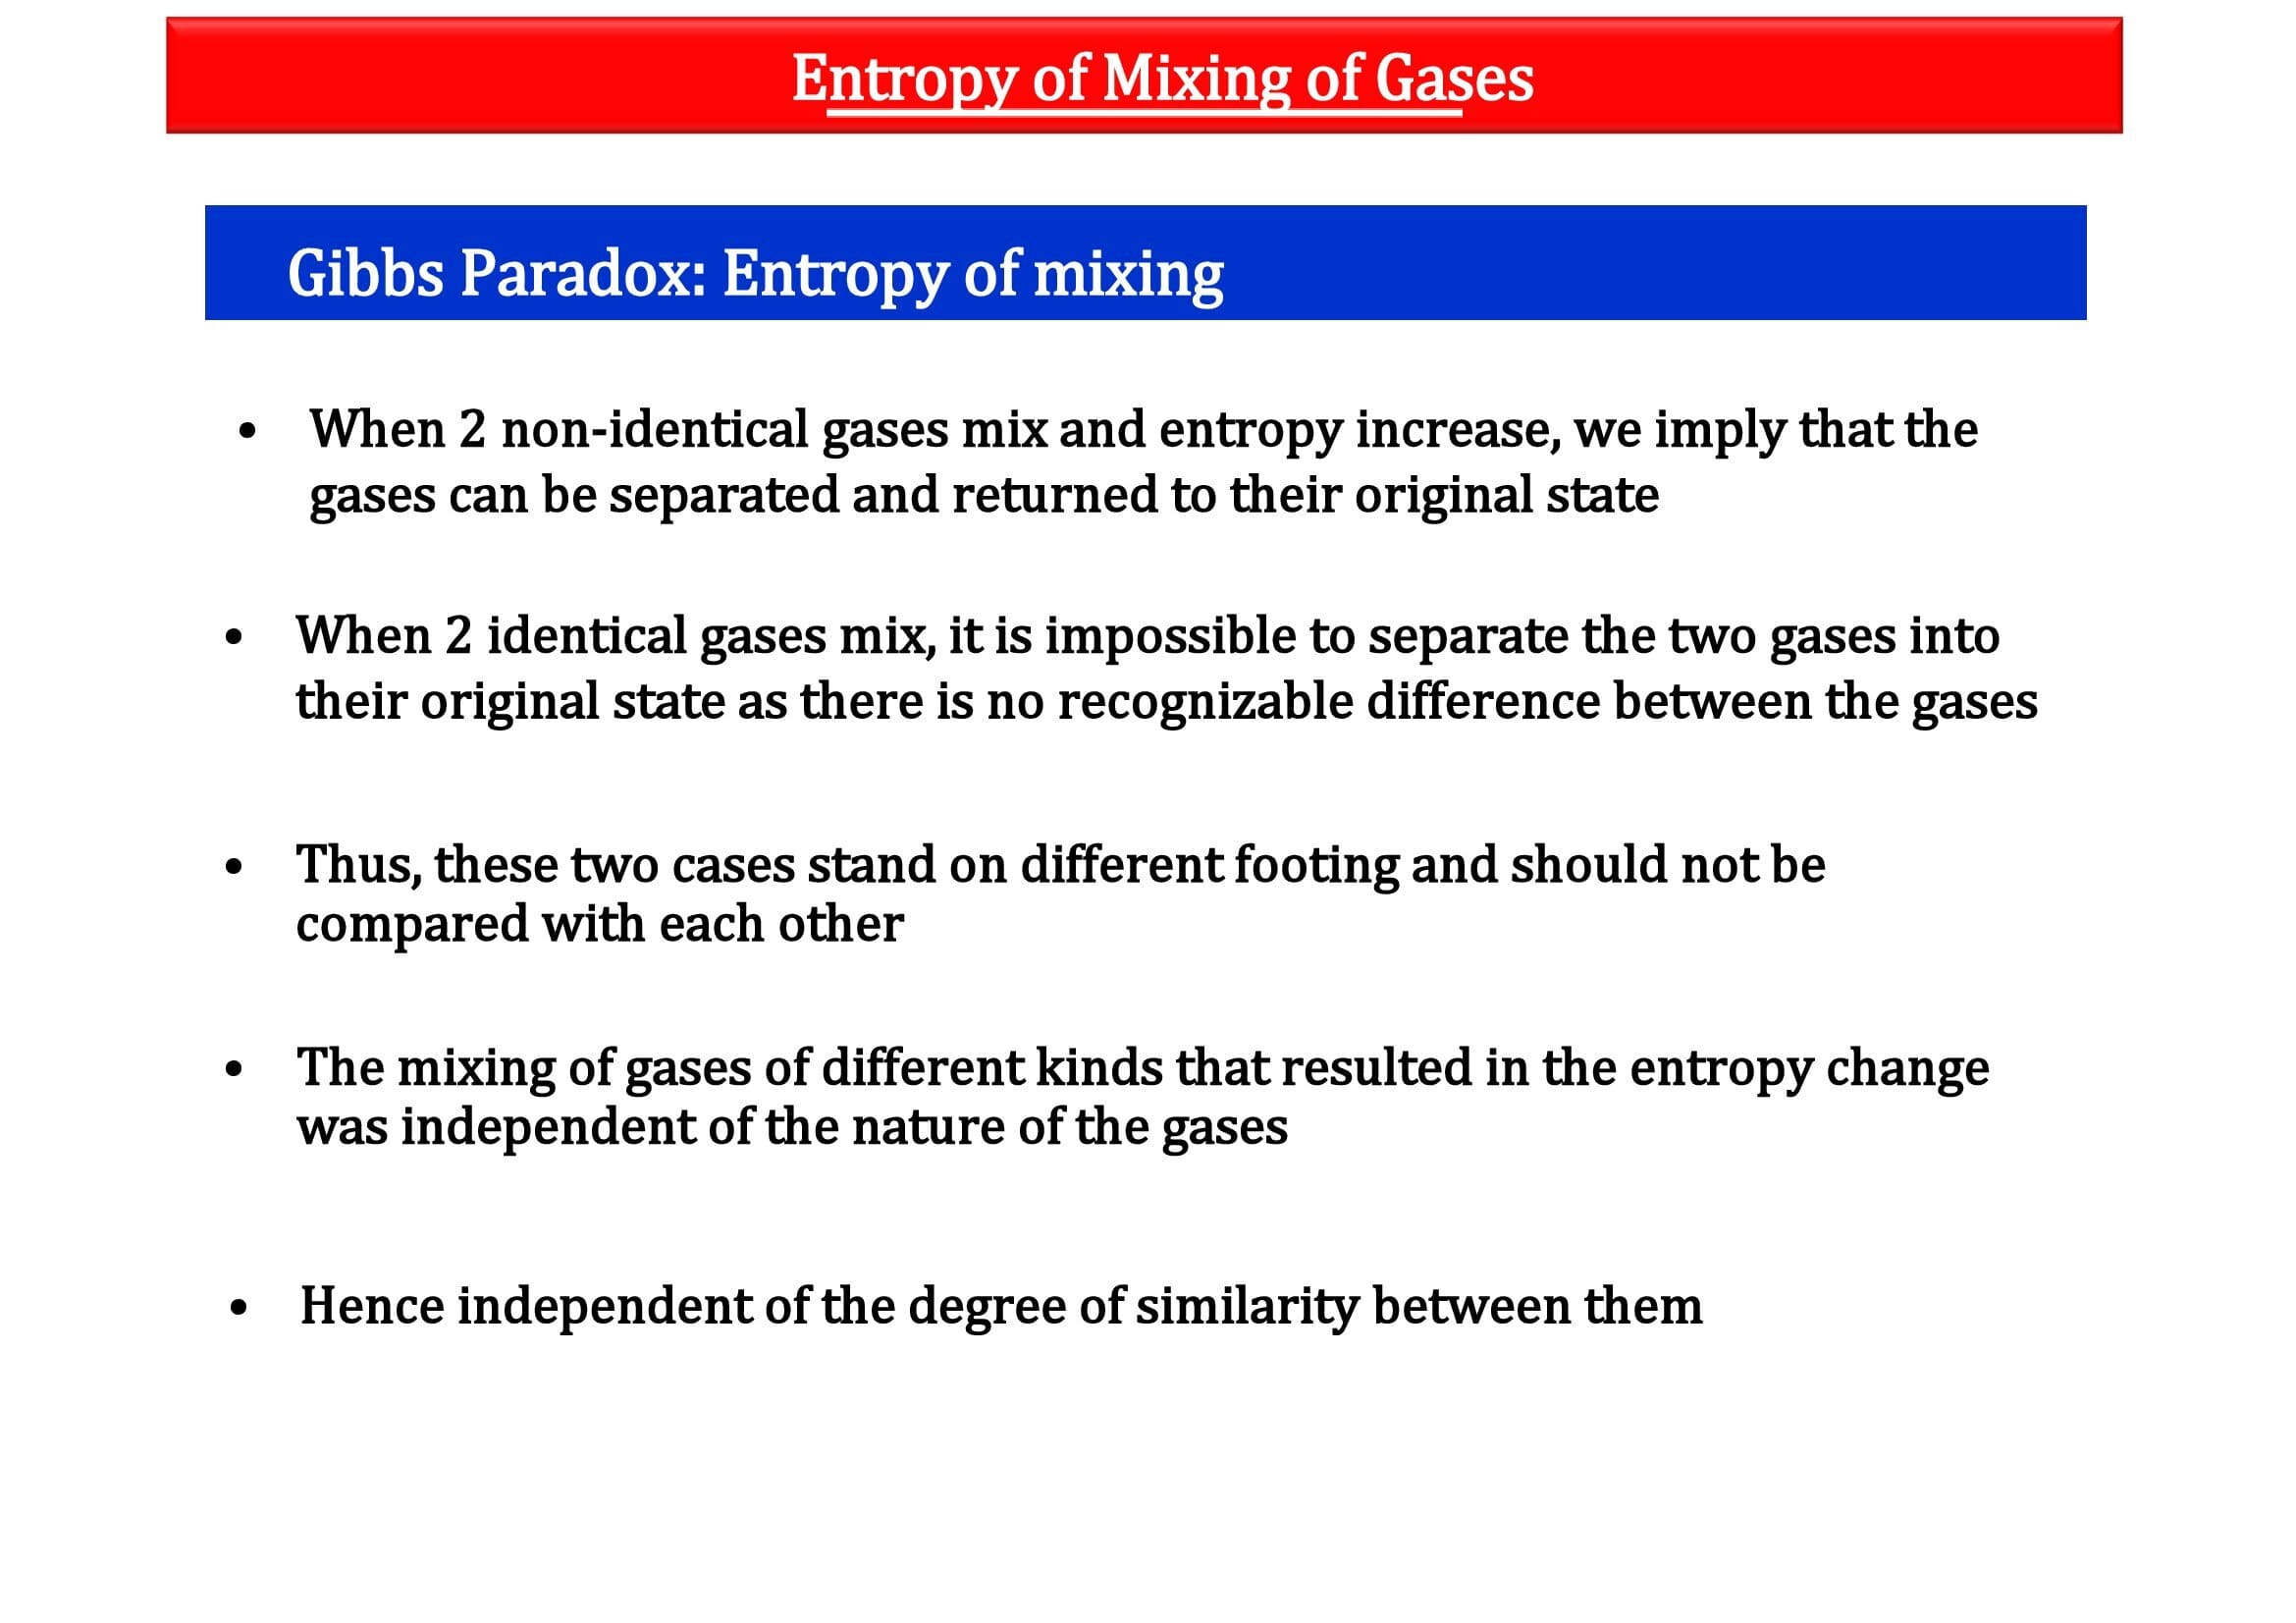 Entropy of Mixing of Gases
Gibbs Paradox: Entropy of mixing
• When 2 non-identical gases mix and entropy increase, we imply that the
gases can be separated and returned to their original state
• When 2 identical gases mix, it is impossible to separate the two gases into
their original state as there is no recognizable difference between the gases
• Thus, these two cases stand on different footing and should not be
compared with each other
• The mixing of gases of different kinds that resulted in the entropy change
was independent of the nature of the gases
• Hence independent of the degree of similarity between them